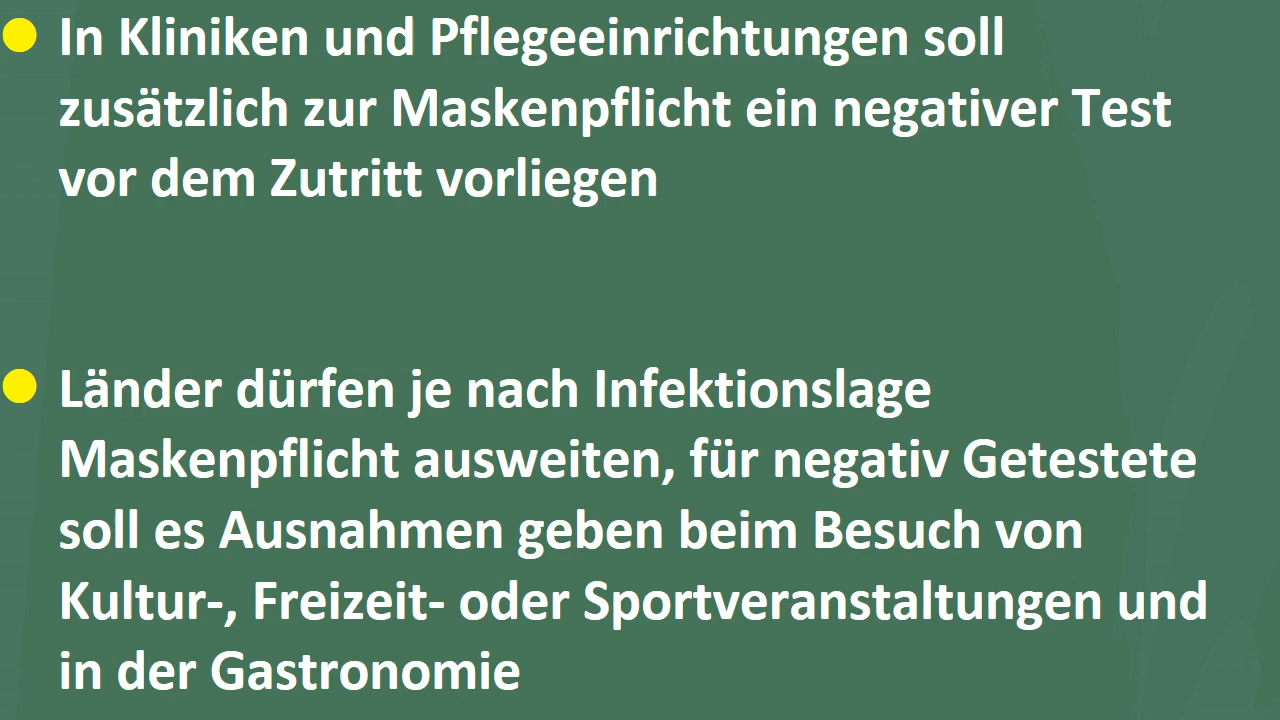 In Kliniken und Pflegeeinrichtungen soll
zusätzlich zur Maskenpflicht ein negativer Test
vor dem Zutritt vorliegen
Länder dürfen je nach Infektionslage
Maskenpflicht ausweiten, für negativ Getestete
soll es Ausnahmen geben beim Besuch von
Kultur-, Freizeit- oder Sportveranstaltungen und
in der Gastronomie